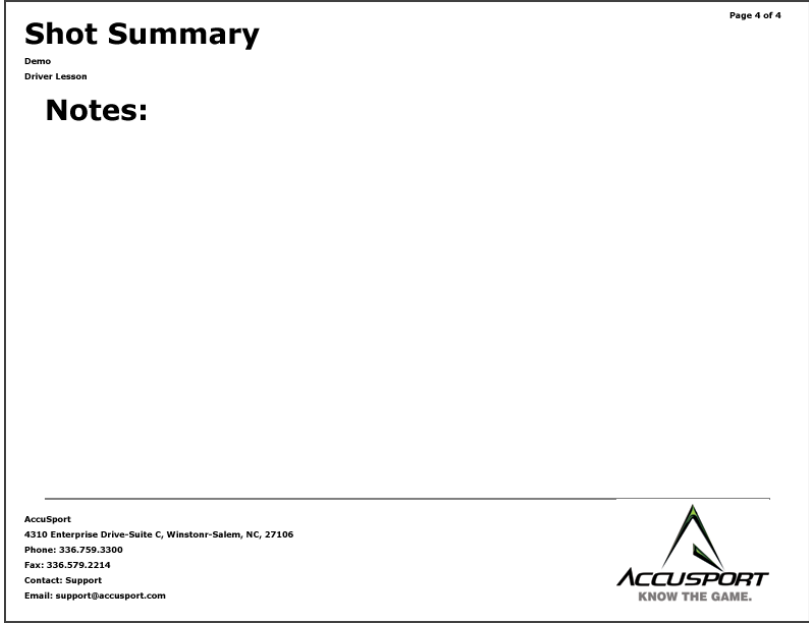 Page 4 of 4
Shot Summary
Demo
Driver Lesson
Notes:
AccuSport
4310 Enterprise Drive-Suite C, Winstonr-Salem, NC, 27106
Phone: 336.759.3300
Fax: 336.579.2214
Contact: Support
Email: support@accusport.com
ACCUSPORT
KNOW THE GAME.